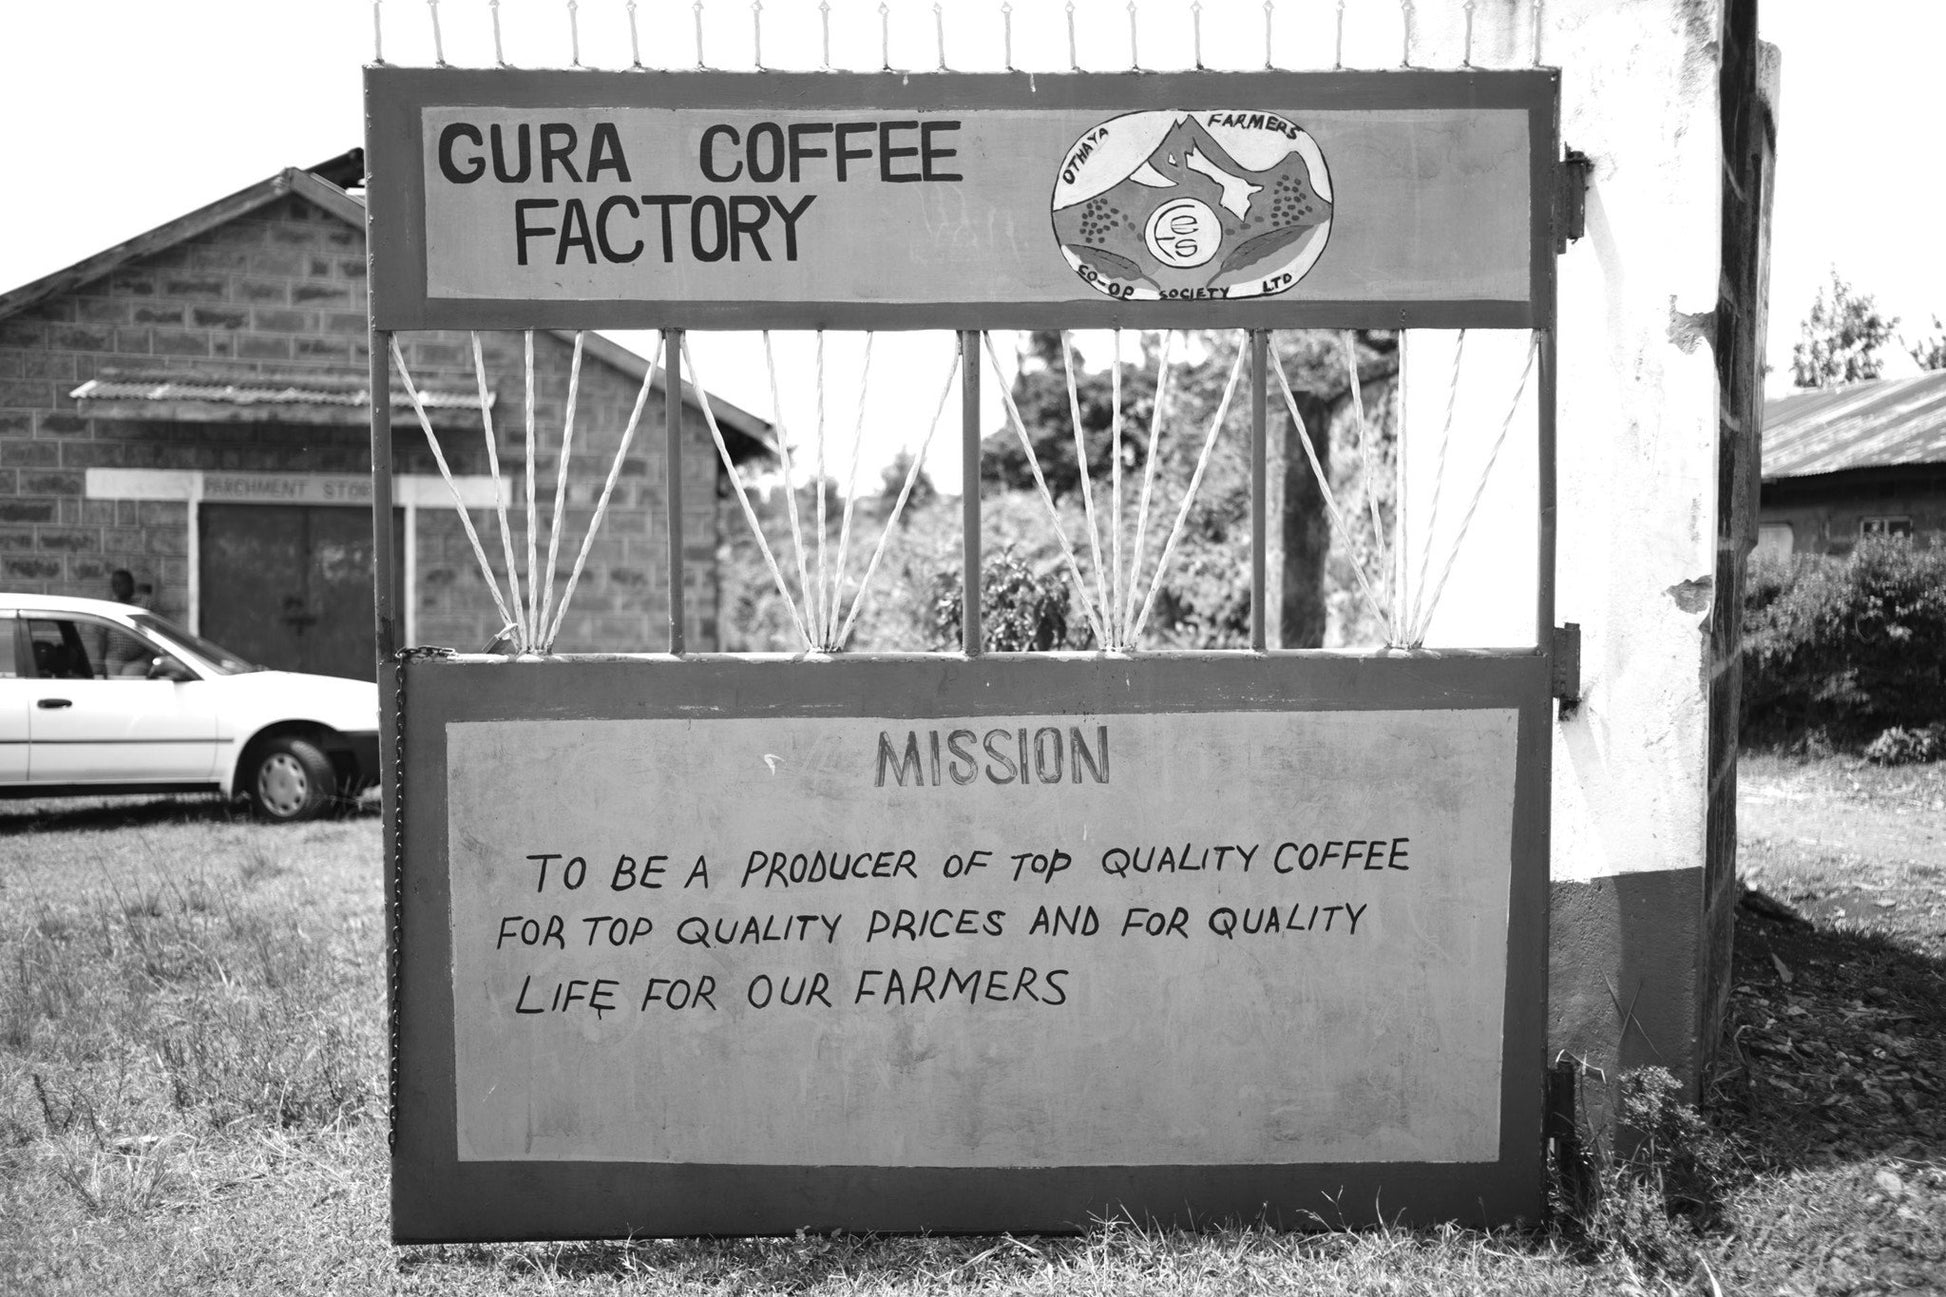 GURA COFFEE
FACTORY
OTHAYA FARMERS
CO-OP SOCIETY LTD
PARCHMENT STO
MISSION
TO BE A PRODUCER OF TOP QUALITY COFFEE
FOR TOP QUALITY PRICES AND FOR QUALITY
LIFE FOR OUR FARMERS